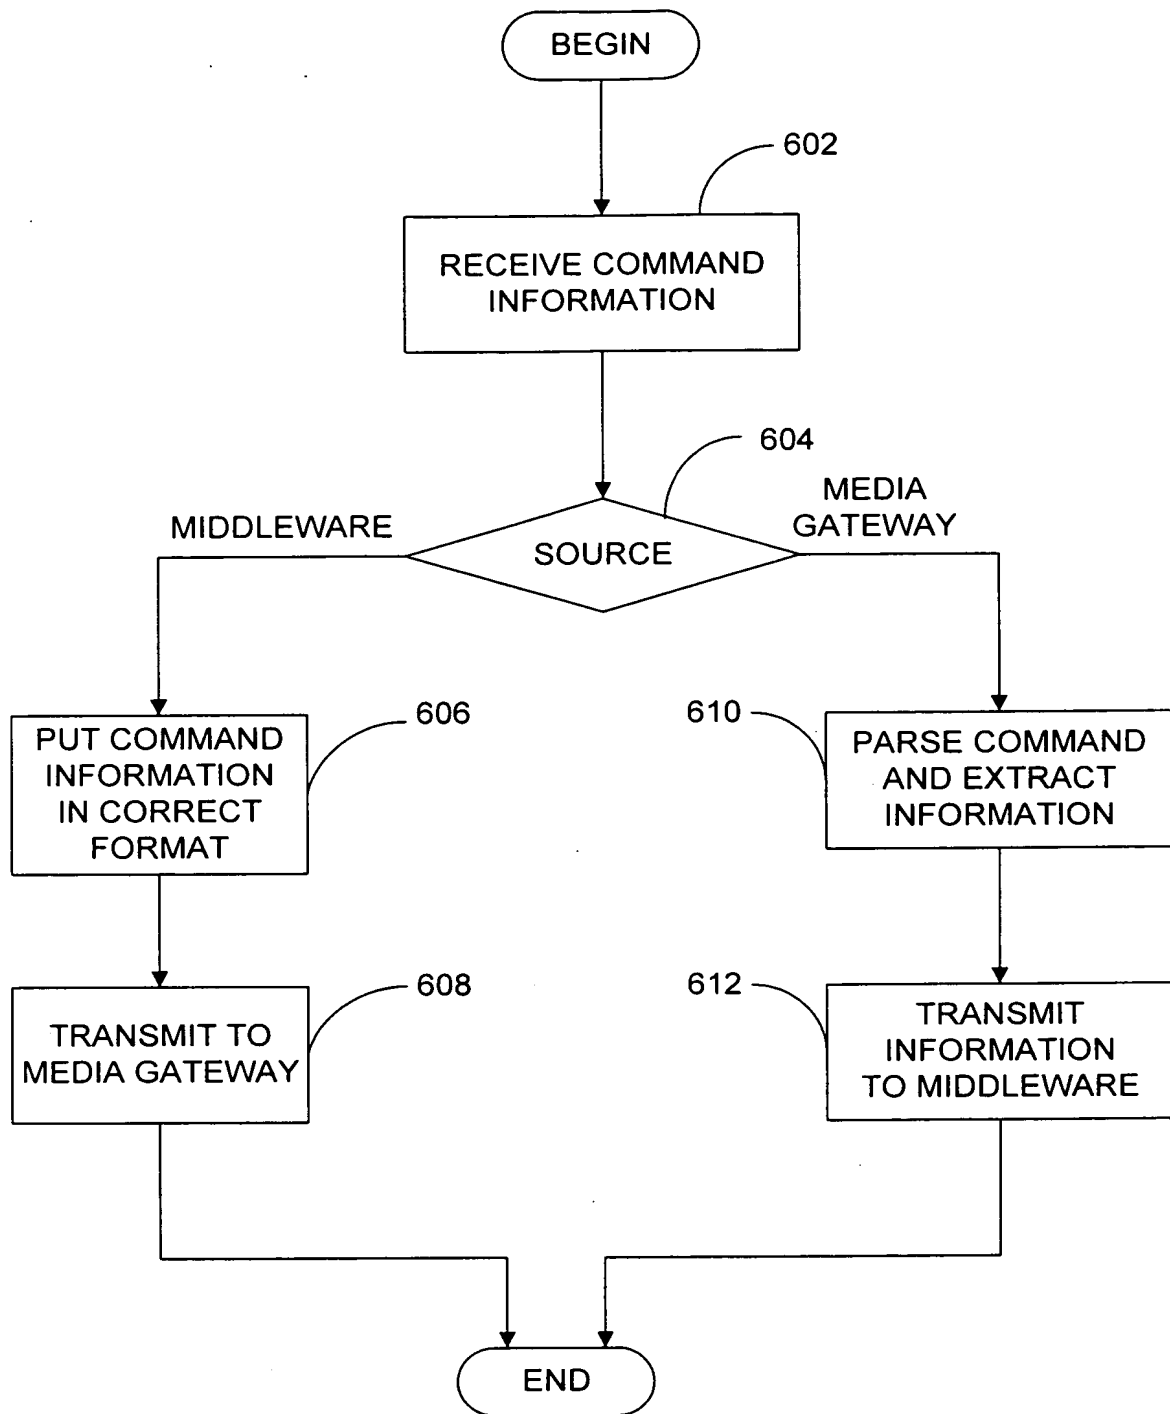 BEGIN
602
RECEIVE COMMAND
INFORMATION
604
MIDDLEWARE
MEDIA
GATEWAY
SOURCE
606
PUT COMMAND
INFORMATION
IN CORRECT
FORMAT
610
PARSE COMMAND
AND EXTRACT
INFORMATION
608
TRANSMIT TO
MEDIA GATEWAY
612
TRANSMIT
INFORMATION
TO MIDDLEWARE
END